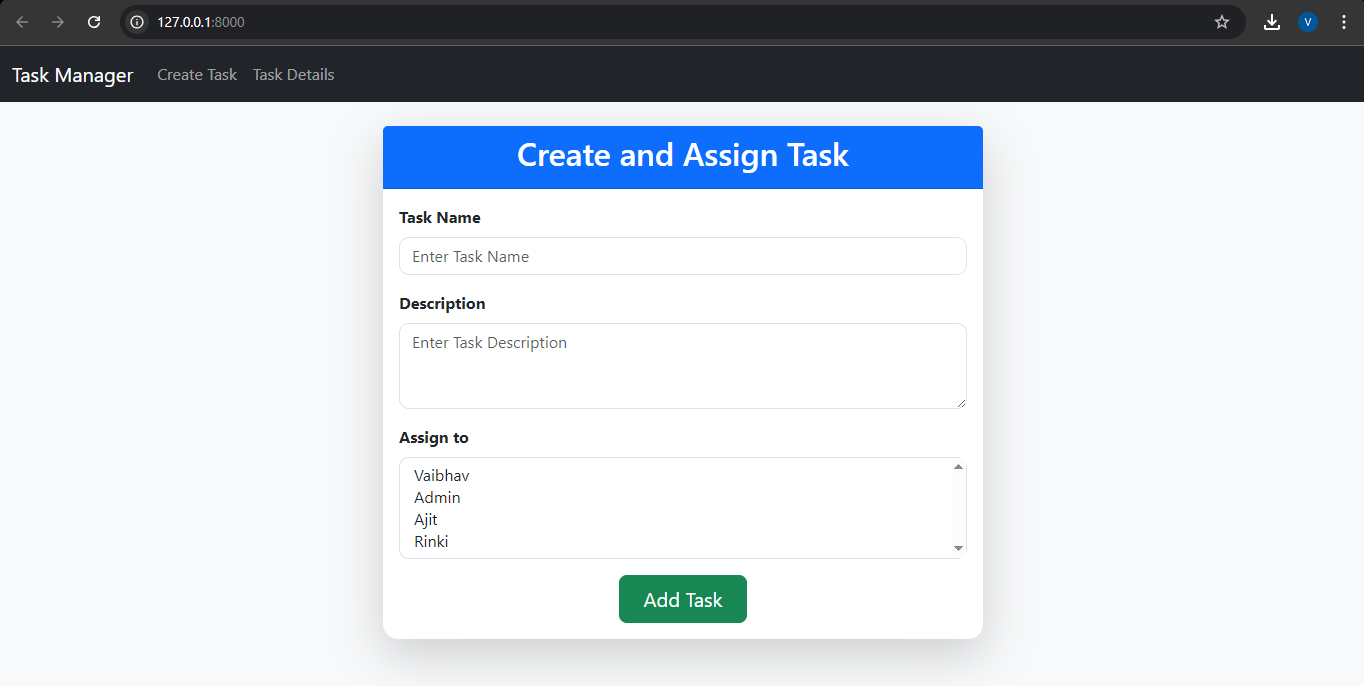 127.0.0.1:8000
V
Task Manager Create Task Task Details
Create and Assign Task
Task Name
Enter Task Name
Description
Enter Task Description
Assign to
Vaibhav
Admin
Ajit
Rinki
Add Task